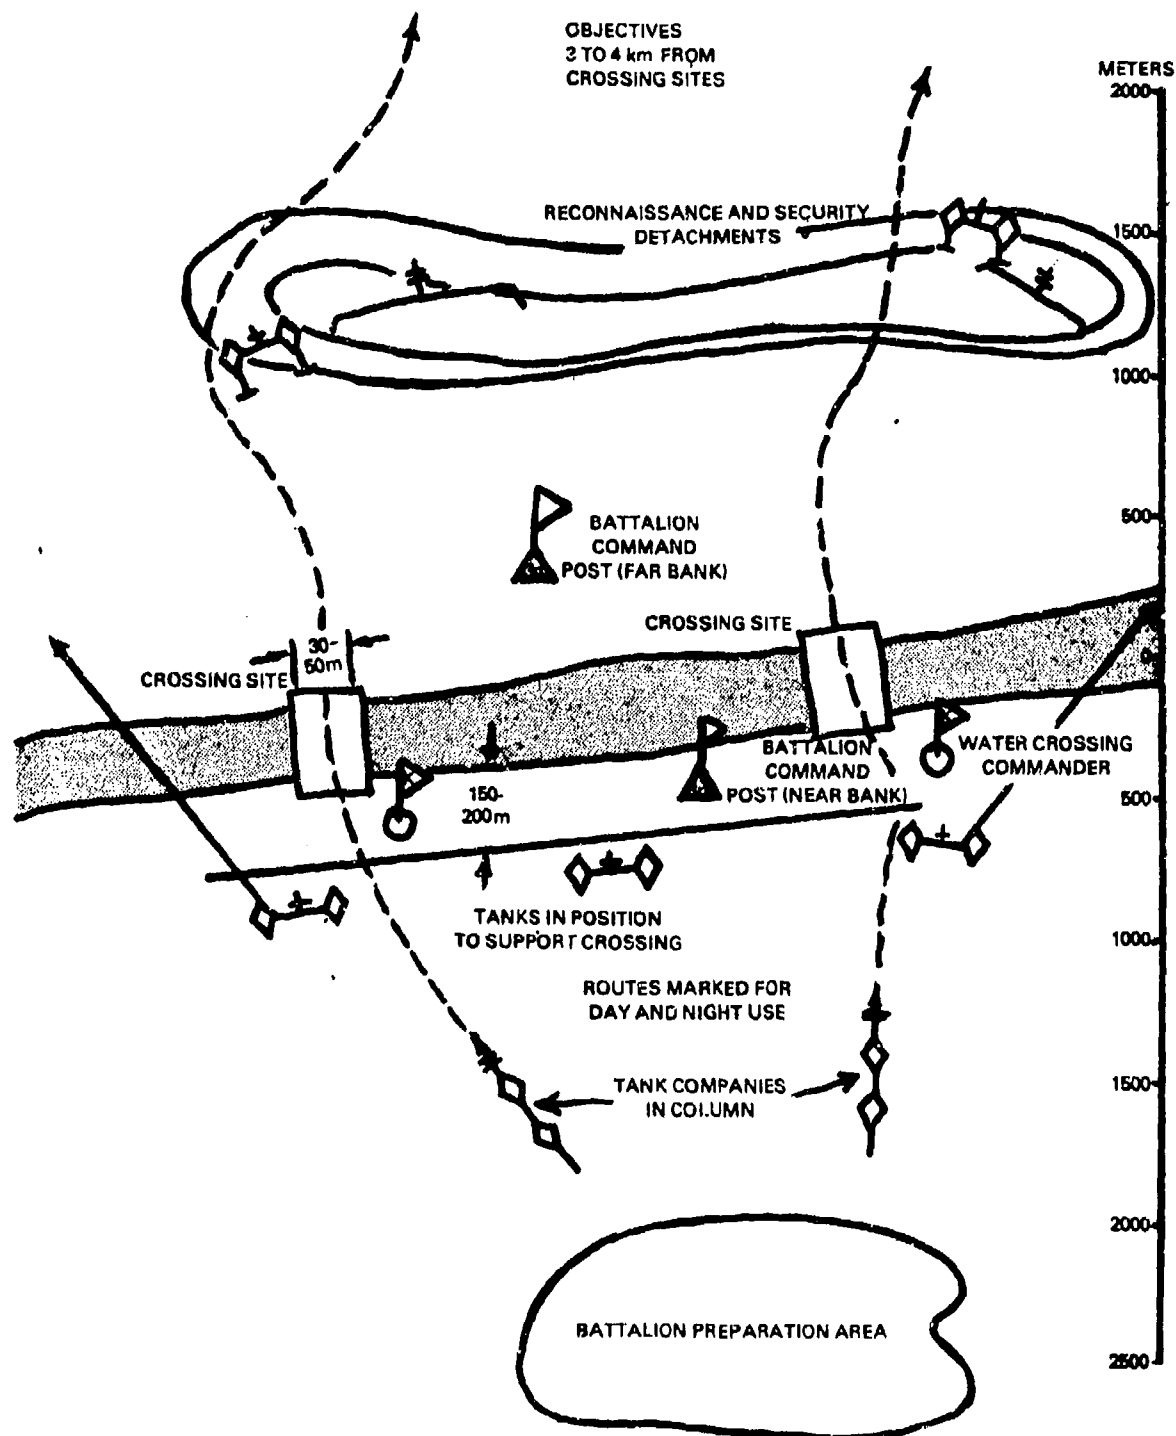 OBJECTIVES
3 TO 4 km FROM
CROSSING SITES
METERS
2000
RECONNAISSANCE AND SECURITY
DETACHMENTS
1500
1000
500
BATTALION
COMMAND
POST (FAR BANK)
CROSSING SITE
30-
50m
CROSSING SITE
0
BATTALION
COMMAND
POST (NEAR BANK)
WATER CROSSING
COMMANDER
150-
200m
500
TANKS IN POSITION
TO SUPPORT CROSSING
1000
ROUTES MARKED FOR
DAY AND NIGHT USE
TANK COMPANIES
IN COLUMN
1500
2000
BATTALION PREPARATION AREA
2500